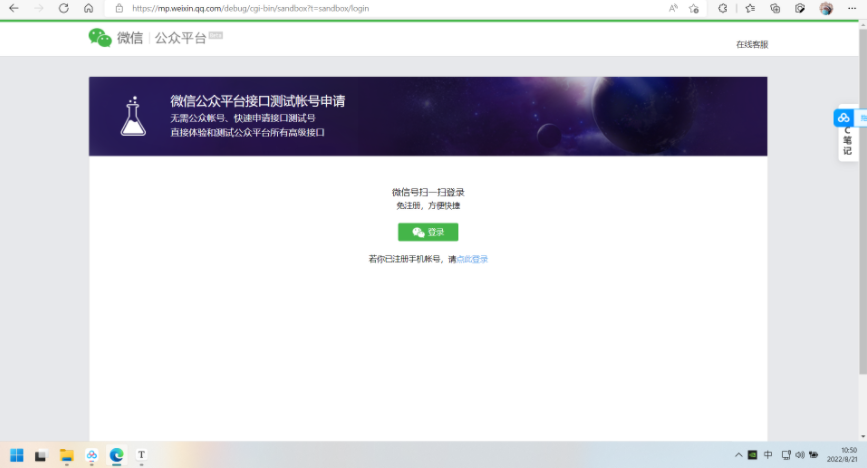 https://mp.weixin.qq.com/debug/cgi-bin/sandbox?t=sandbox/login
微信 | 公众平台
在线客服
微信公众平台接口测试帐号申请
无需公众帐号、快速申请接口测试号
直接体验和测试公众平台所有高级接口
C
笔
记
微信号扫一扫登录
免注册，方便快捷
登录
若你已注册手机帐号，请点此登录
中
10:50
2022/8/21